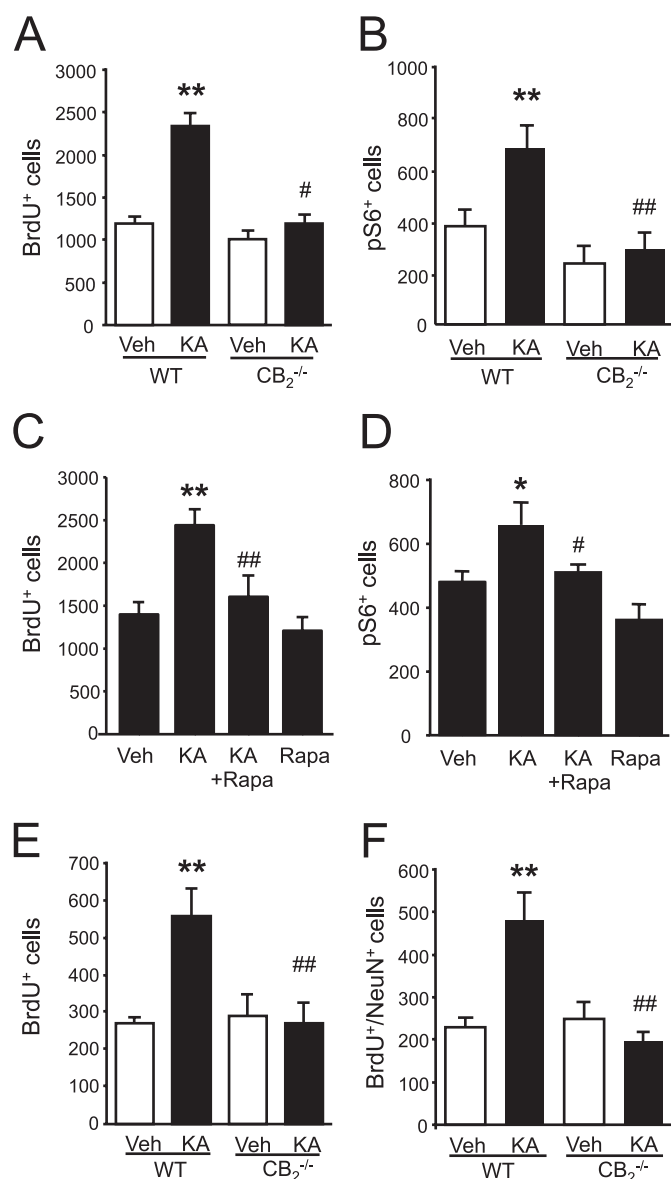 A
BrdU⁺ cells
3000
2500
2000
1500
1000
500
0
**
#
Veh KA Veh KA
WT CB₂⁻/⁻
B
pS6⁺ cells
1000
800
600
400
200
0
**
##
Veh KA Veh KA
WT CB₂⁻/⁻
C
BrdU⁺ cells
3000
2500
2000
1500
1000
500
0
**
##
Veh KA KA Rapa
+Rapa
D
pS6⁺ cells
800
600
400
200
0
*
#
Veh KA KA Rapa
+Rapa
E
BrdU⁺ cells
700
600
500
400
300
200
100
0
**
##
Veh KA Veh KA
WT CB₂⁻/⁻
F
BrdU⁺/NeuN⁺ cells
600
500
400
300
200
100
0
**
##
Veh KA Veh KA
WT CB₂⁻/⁻